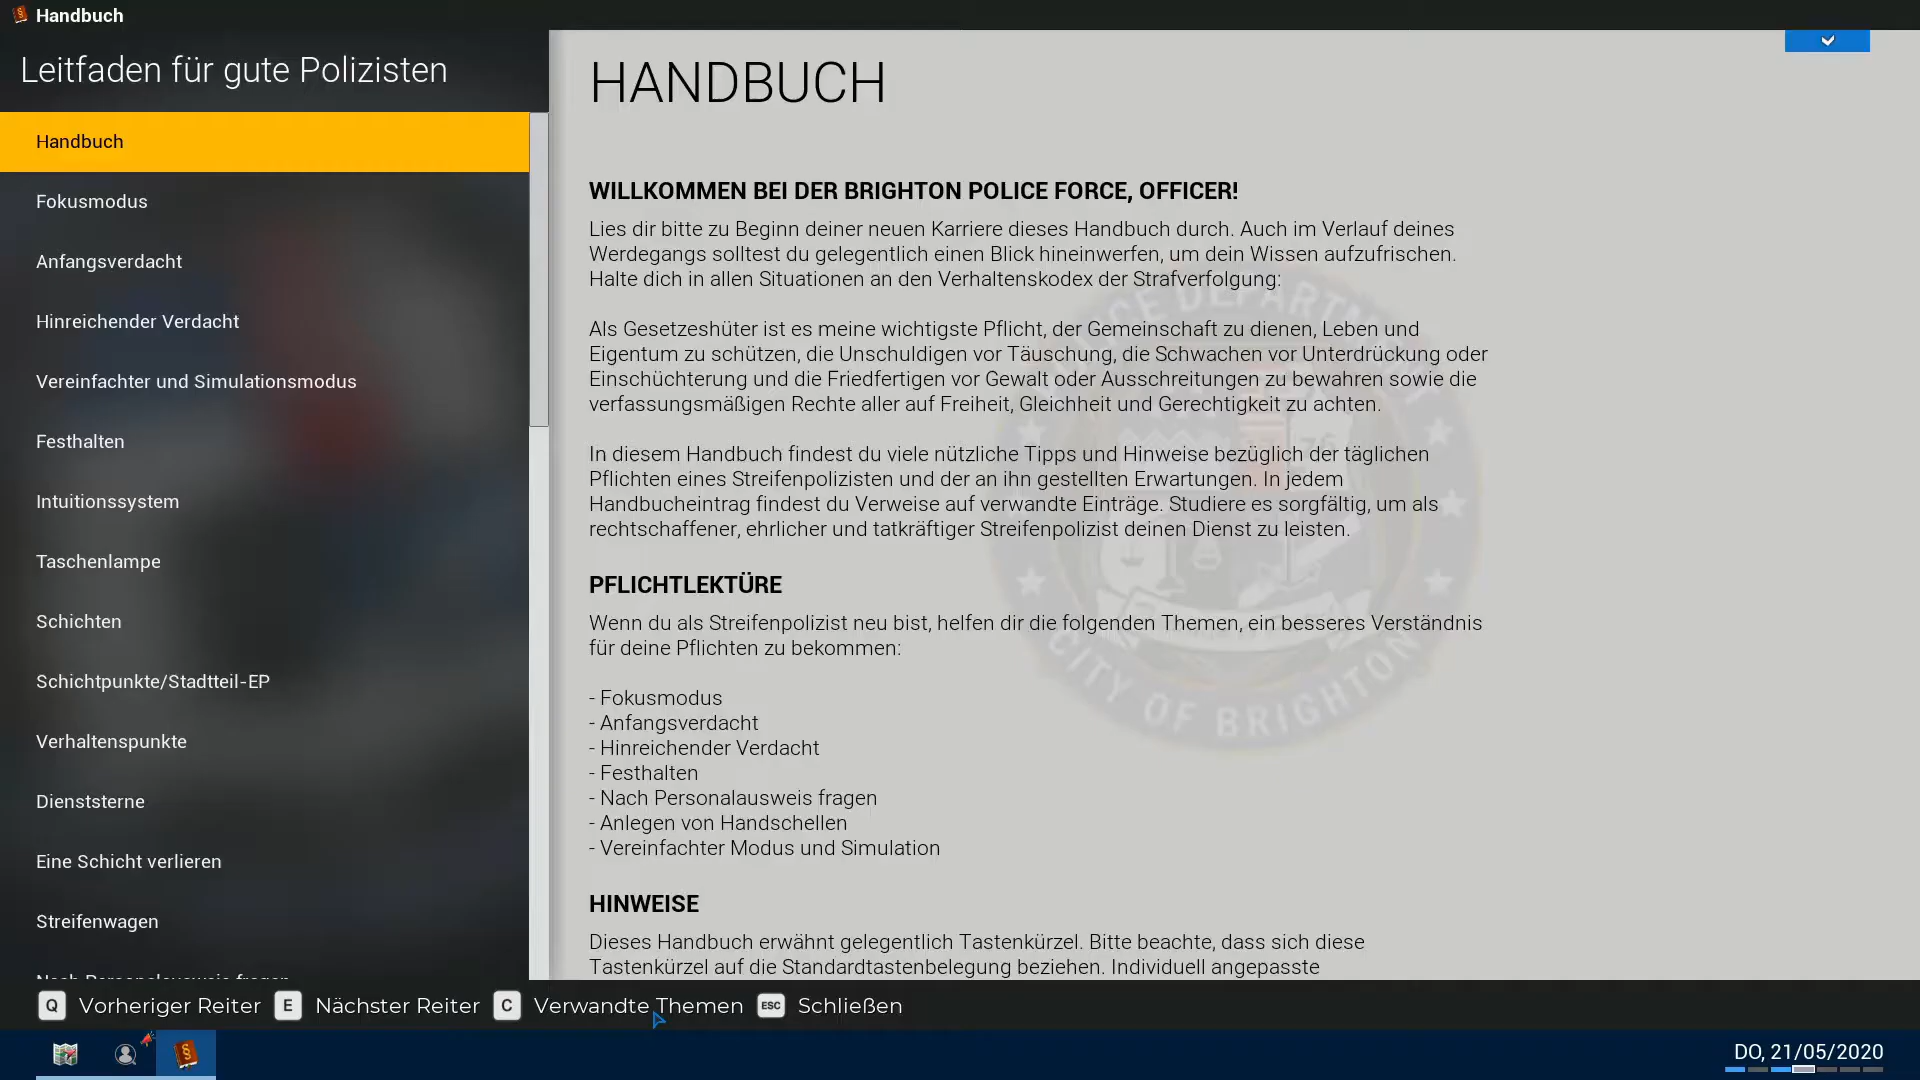 Handbuch
Leitfaden für gute Polizisten
Handbuch
Fokusmodus
Anfangsverdacht
Hinreichender Verdacht
Vereinfachter und Simulationsmodus
Festhalten
Intuitionssystem
Taschenlampe
Schichten
Schichtpunkte/Stadtteil-EP
Verhaltenspunkte
Dienststerne
Eine Schicht verlieren
Streifenwagen
Nach Personalausweis fragen
HANDBUCH
WILLKOMMEN BEI DER BRIGHTON POLICE FORCE, OFFICER!
Lies dir bitte zu Beginn deiner neuen Karriere dieses Handbuch durch. Auch im Verlauf deines
Werdegangs solltest du gelegentlich einen Blick hineinwerfen, um dein Wissen aufzufrischen.
Halte dich in allen Situationen an den Verhaltenskodex der Strafverfolgung:
Als Gesetzeshüter ist es meine wichtigste Pflicht, der Gemeinschaft zu dienen, Leben und
Eigentum zu schützen, die Unschuldigen vor Täuschung, die Schwachen vor Unterdrückung oder
Einschüchterung und die Friedfertigen vor Gewalt oder Ausschreitungen zu bewahren sowie die
verfassungsmäßigen Rechte aller auf Freiheit, Gleichheit und Gerechtigkeit zu achten.
In diesem Handbuch findest du viele nützliche Tipps und Hinweise bezüglich der täglichen
Pflichten eines Streifenpolizisten und der an ihn gestellten Erwartungen. In jedem
Handbucheintrag findest du Verweise auf verwandte Einträge. Studiere es sorgfältig, um als
rechtschaffener, ehrlicher und tatkräftiger Streifenpolizist deinen Dienst zu leisten.
PFLICHTLEKTÜRE
Wenn du als Streifenpolizist neu bist, helfen dir die folgenden Themen, ein besseres Verständnis
für deine Pflichten zu bekommen:
- Fokusmodus
- Anfangsverdacht
- Hinreichender Verdacht
- Festhalten
- Nach Personalausweis fragen
- Anlegen von Handschellen
- Vereinfachter Modus und Simulation
HINWEISE
Dieses Handbuch erwähnt gelegentlich Tastenkürzel. Bitte beachte, dass sich diese
Tastenkürzel auf die Standardtastenbelegung beziehen. Individuell angepasste
POLICE DEPARTMENT
1776
CITY OF BRIGHTON
Q Vorheriger Reiter E Nächster Reiter C Verwandte Themen ESC Schließen
§
DO, 21/05/2020